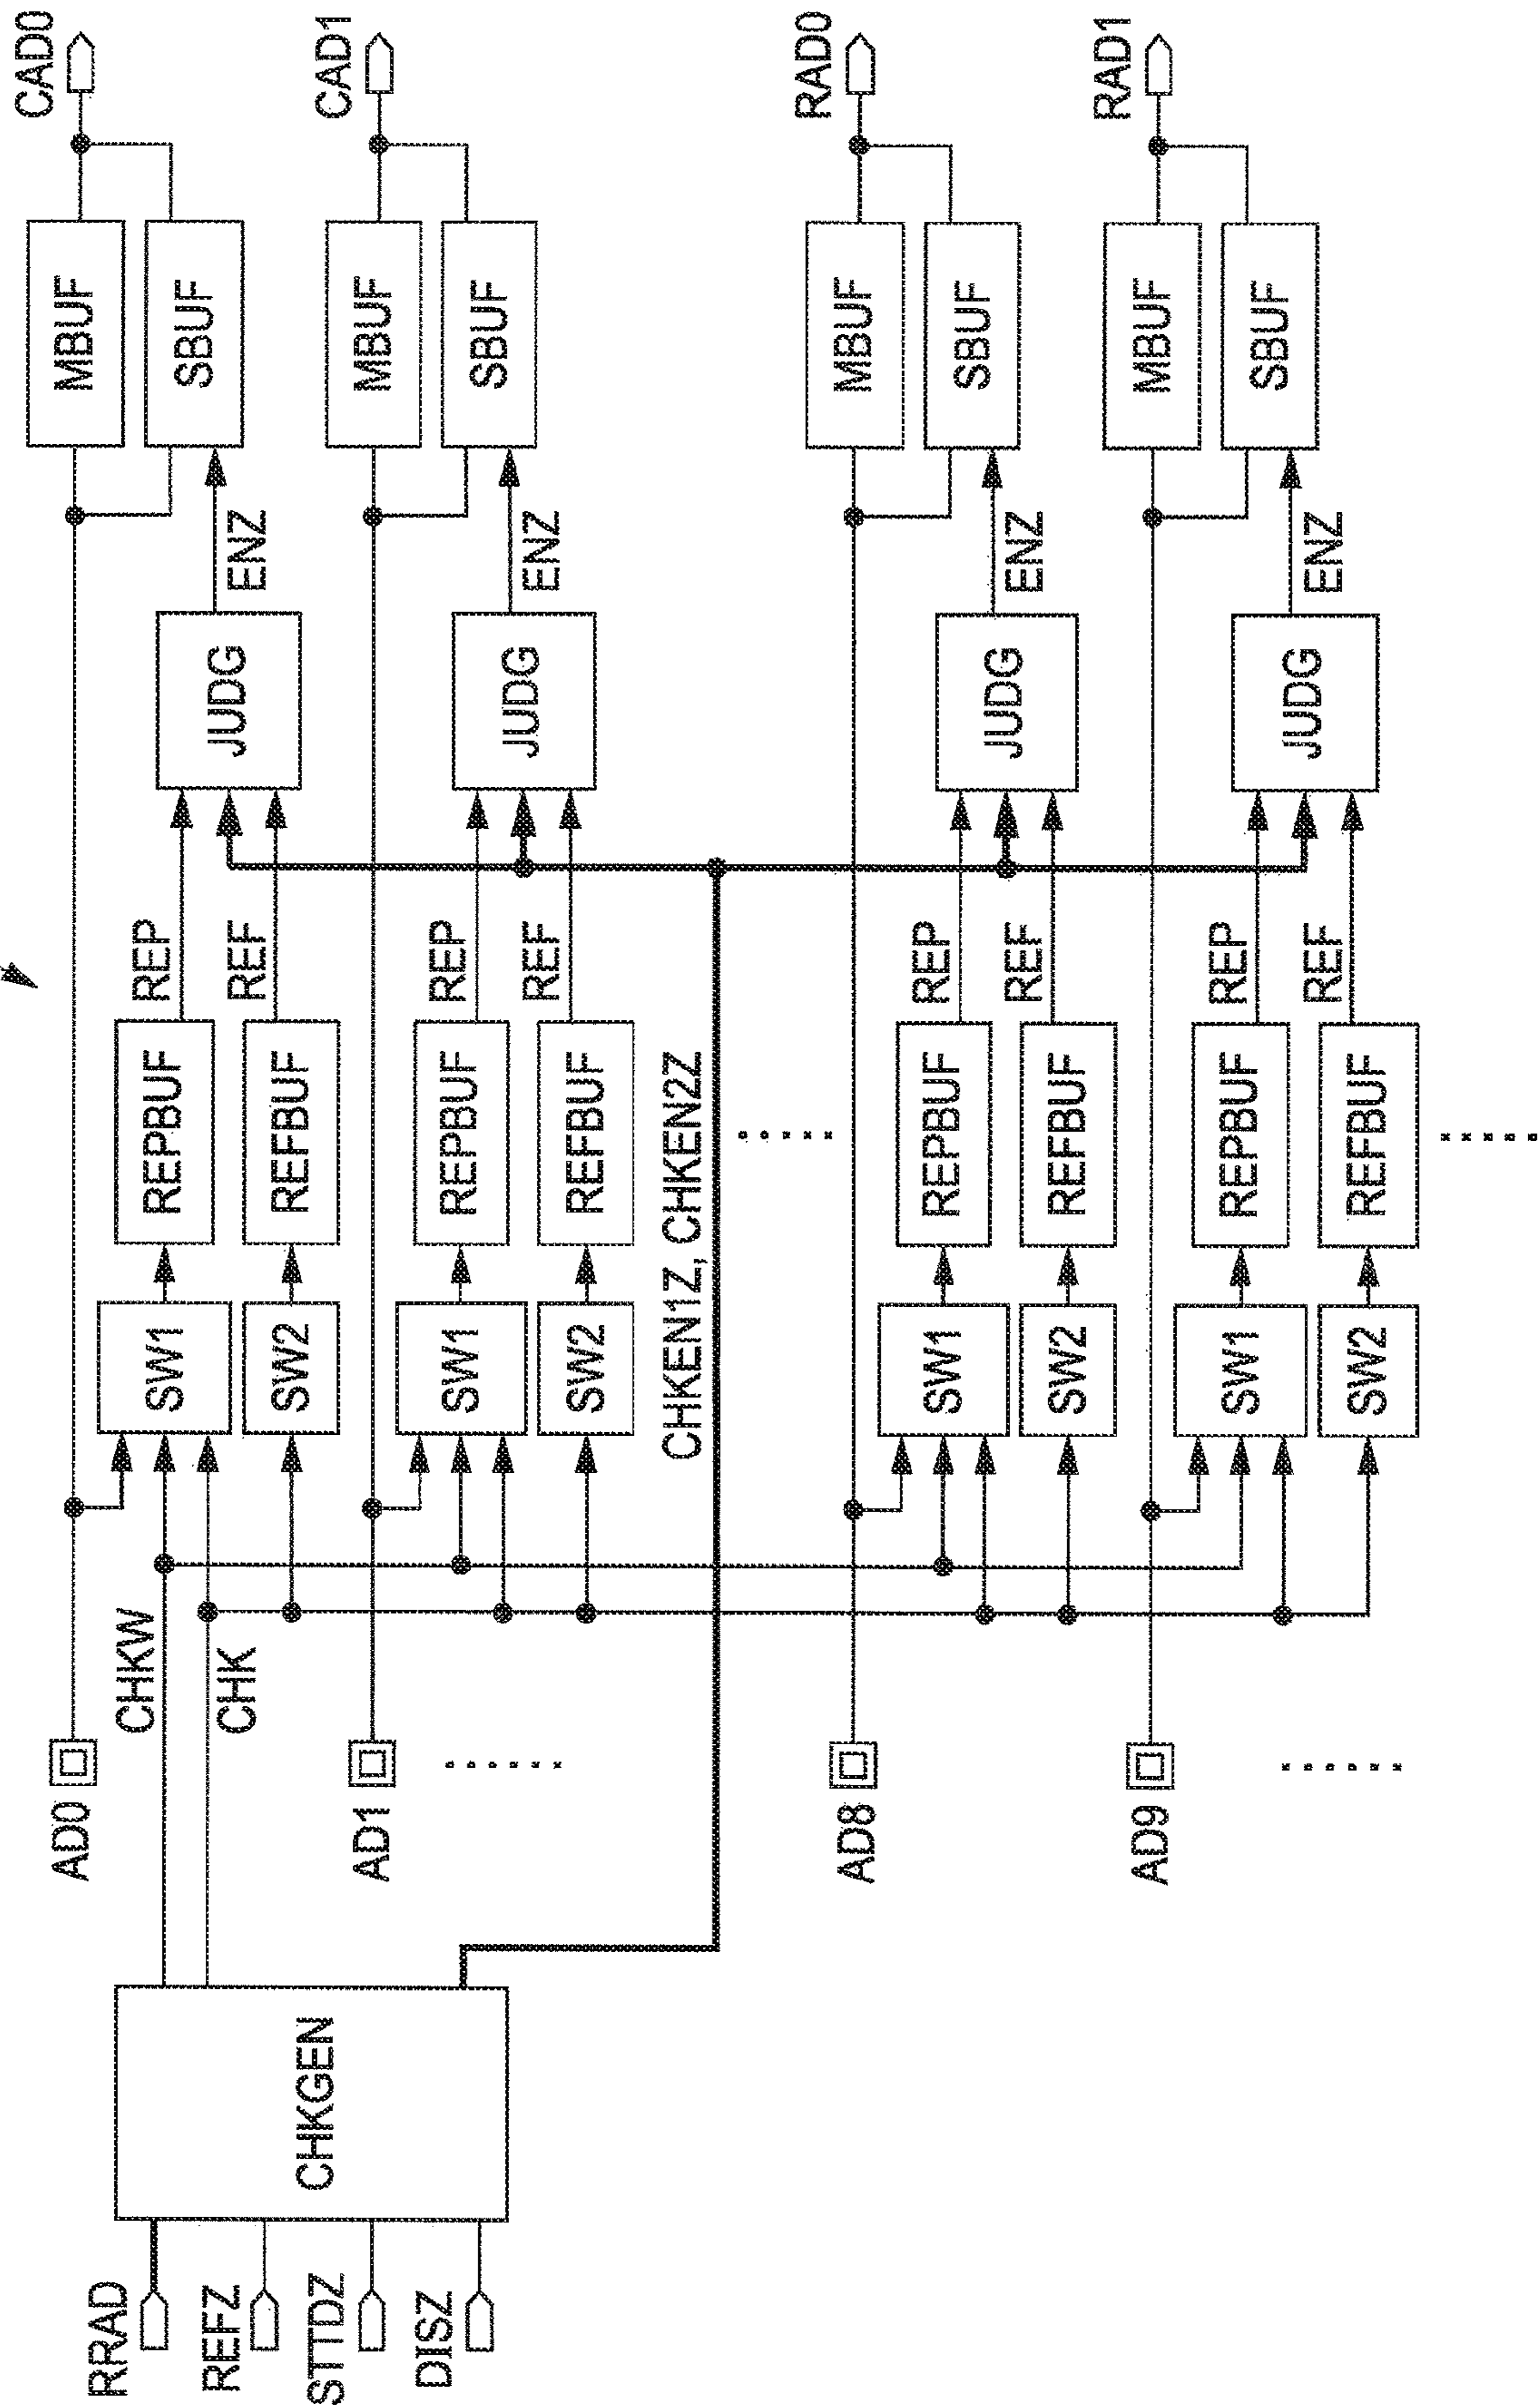 RRAD
REFZ
STTDZ
DISZ
CHKGEN
CHKW
CHK
CHKEN1Z, CHKEN2Z
AD0
SW1
REPBUF
REP
SW2
REFBUF
REF
JUDG
ENZ
MBUF
SBUF
CAD0
AD1
SW1
REPBUF
REP
SW2
REFBUF
REF
JUDG
ENZ
MBUF
SBUF
CAD1
AD8
SW1
REPBUF
REP
SW2
REFBUF
REF
JUDG
ENZ
MBUF
SBUF
RAD0
AD9
SW1
REPBUF
REP
SW2
REFBUF
REF
JUDG
ENZ
MBUF
SBUF
RAD1